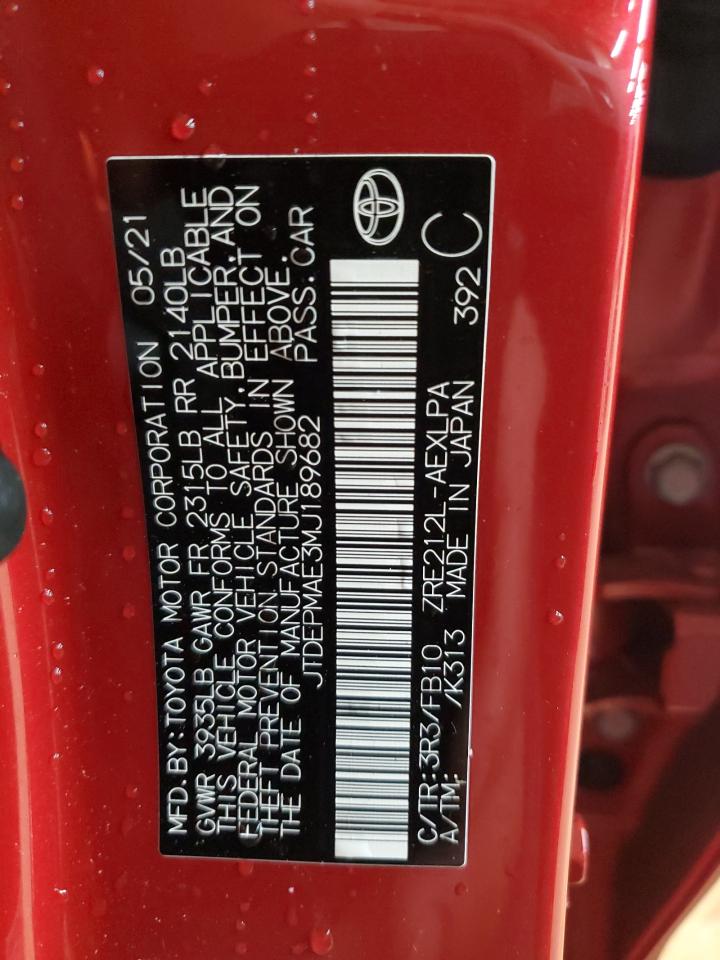 MFD.BY:TOYOTA MOTOR CORPORATION 05/21
GVWR 3935LB GAWR FR 2315LB RR 2140LB
THIS VEHICLE CONFORMS TO ALL APPLICABLE
FEDERAL MOTOR VEHICLE SAFETY,BUMPER,AND
THEFT PREVENTION STANDARDS IN EFFECT ON
THE DATE OF MANUFACTURE SHOWN ABOVE.
JTDEPMAE3MJ189682 PASS.CAR
C/TR:3R3/FB10 ZRE212L-AEXLPA
A/TM: /K313 MADE IN JAPAN 392 C